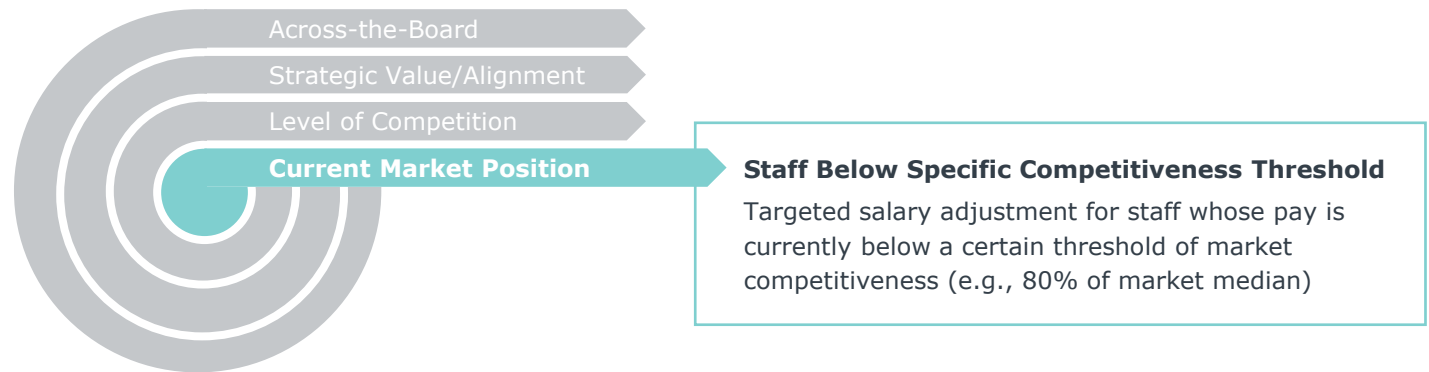 Across-the-Board
Strategic Value/Alignment
Level of Competition
Current Market Position
Staff Below Specific Competitiveness Threshold
Targeted salary adjustment for staff whose pay is
currently below a certain threshold of market
competitiveness (e.g., 80% of market median)